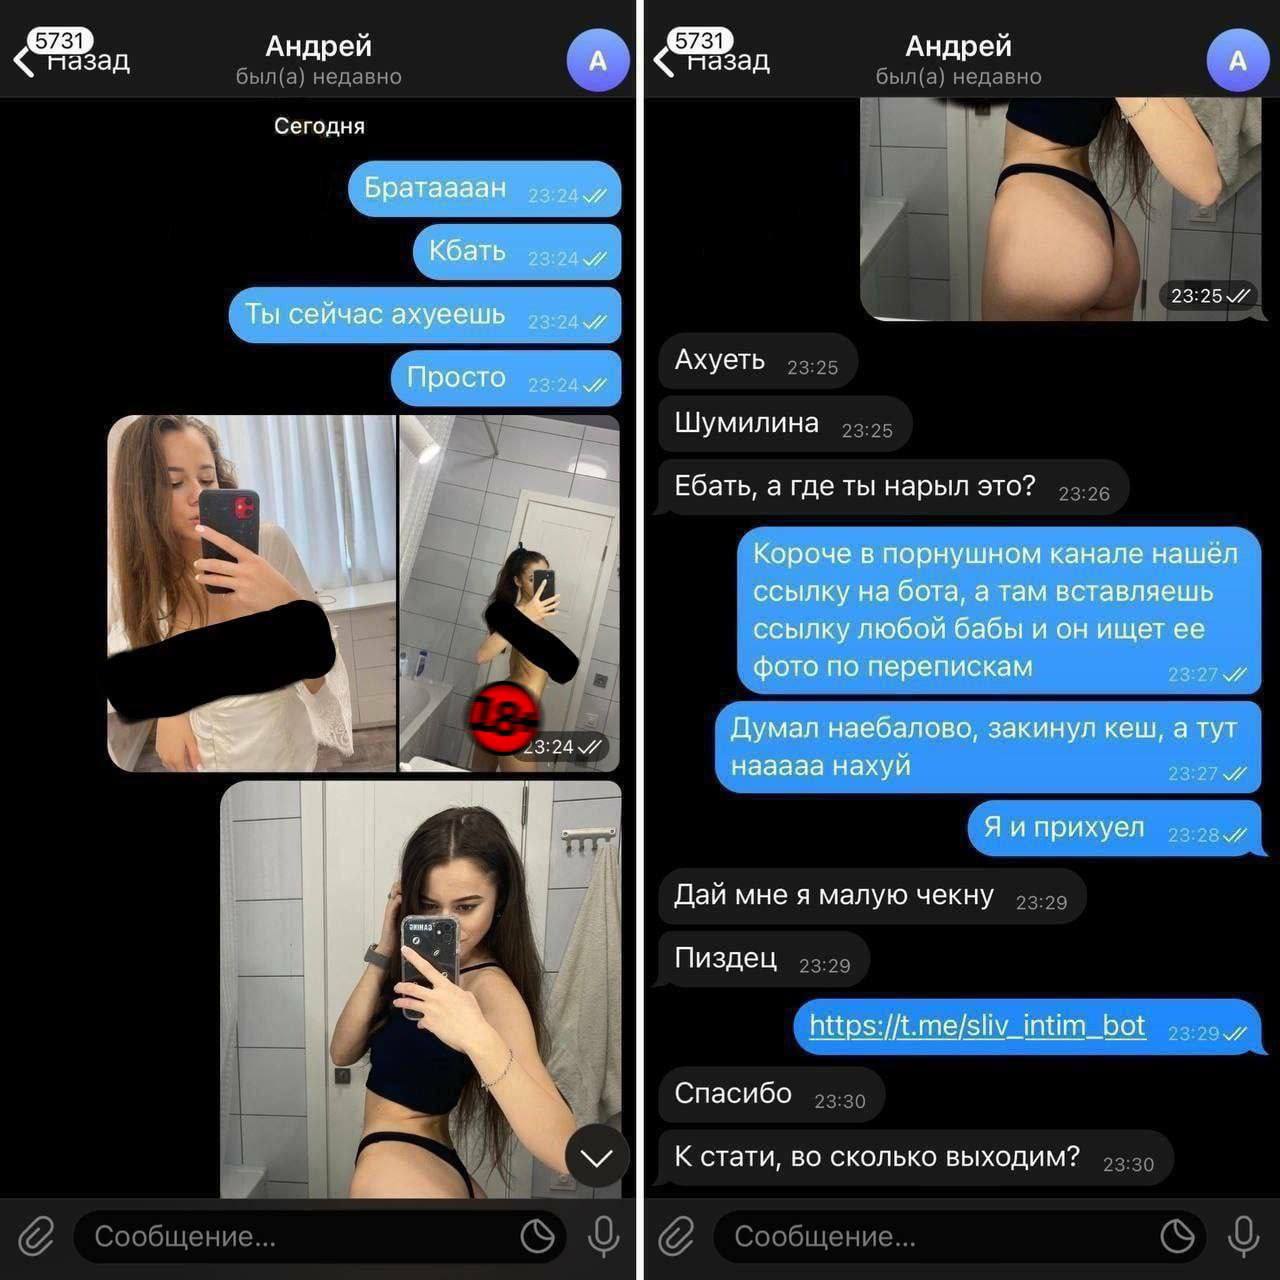 5731
Назад
Андрей
был(а) недавно
А
Сегодня
Братаааан 23:24
Кбать 23:24
Ты сейчас ахуеешь 23:24
Просто 23:24
18+
23:24
Сообщение...
5731
Назад
Андрей
был(а) недавно
А
23:25
Ахуеть 23:25
Шумилина 23:25
Ебать, а где ты нарыл это? 23:26
Короче в порнушном канале нашёл
ссылку на бота, а там вставляешь
ссылку любой бабы и он ищет ее
фото по перепискам 23:27
Думал наебалово, закинул кеш, а тут
нааааа нахуй 23:27
Я и прихуел 23:28
Дай мне я малую чекну 23:29
Пиздец 23:29
https://t.me/sliv_intim_bot 23:29
Спасибо 23:30
К стати, во сколько выходим? 23:30
Сообщение...